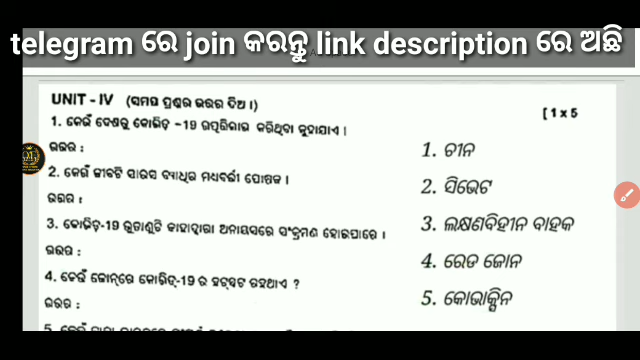 telegram ରେ join କରନ୍ତୁ link description ରେ ଅଛି
UNIT - IV (ସମସ୍ତ ପ୍ରଶ୍ନର ଉତ୍ତର ଦିଅ ।)
[ 1 x 5
1. କେଉଁ ଦେଶରୁ କୋଭିଡ଼ -19 ଉତ୍ପତ୍ତିଲାଭ କରିଥିବା କୁହାଯାଏ ।
ଉତ୍ତର :
2. କେଉଁ ଜୀବଟି ସାରସ ବ୍ୟାଧିର ମଧ୍ୟବର୍ତ୍ତୀ ପୋଷକ ।
ଉତ୍ତର :
3. କୋଭିଡ଼-19 ଭୂତାଣୁଟି କାହାଦ୍ୱାରା ଅନାୟାସରେ ସଂକ୍ରମଣ ହୋଇପାରେ ।
ଉତ୍ତର :
4. କେଉଁ ଜୋନ୍‌ରେ କୋଭିଡ଼-19 ର ହଟ୍‌ସ୍ପଟ ରହଥାଏ ?
ଉତ୍ତର :
1. ଚୀନ
2. ସିଭେଟ
3. ଲକ୍ଷଣବିହୀନ ବାହକ
4. ରେଡ ଜୋନ
5. କୋଭାକ୍ସିନ